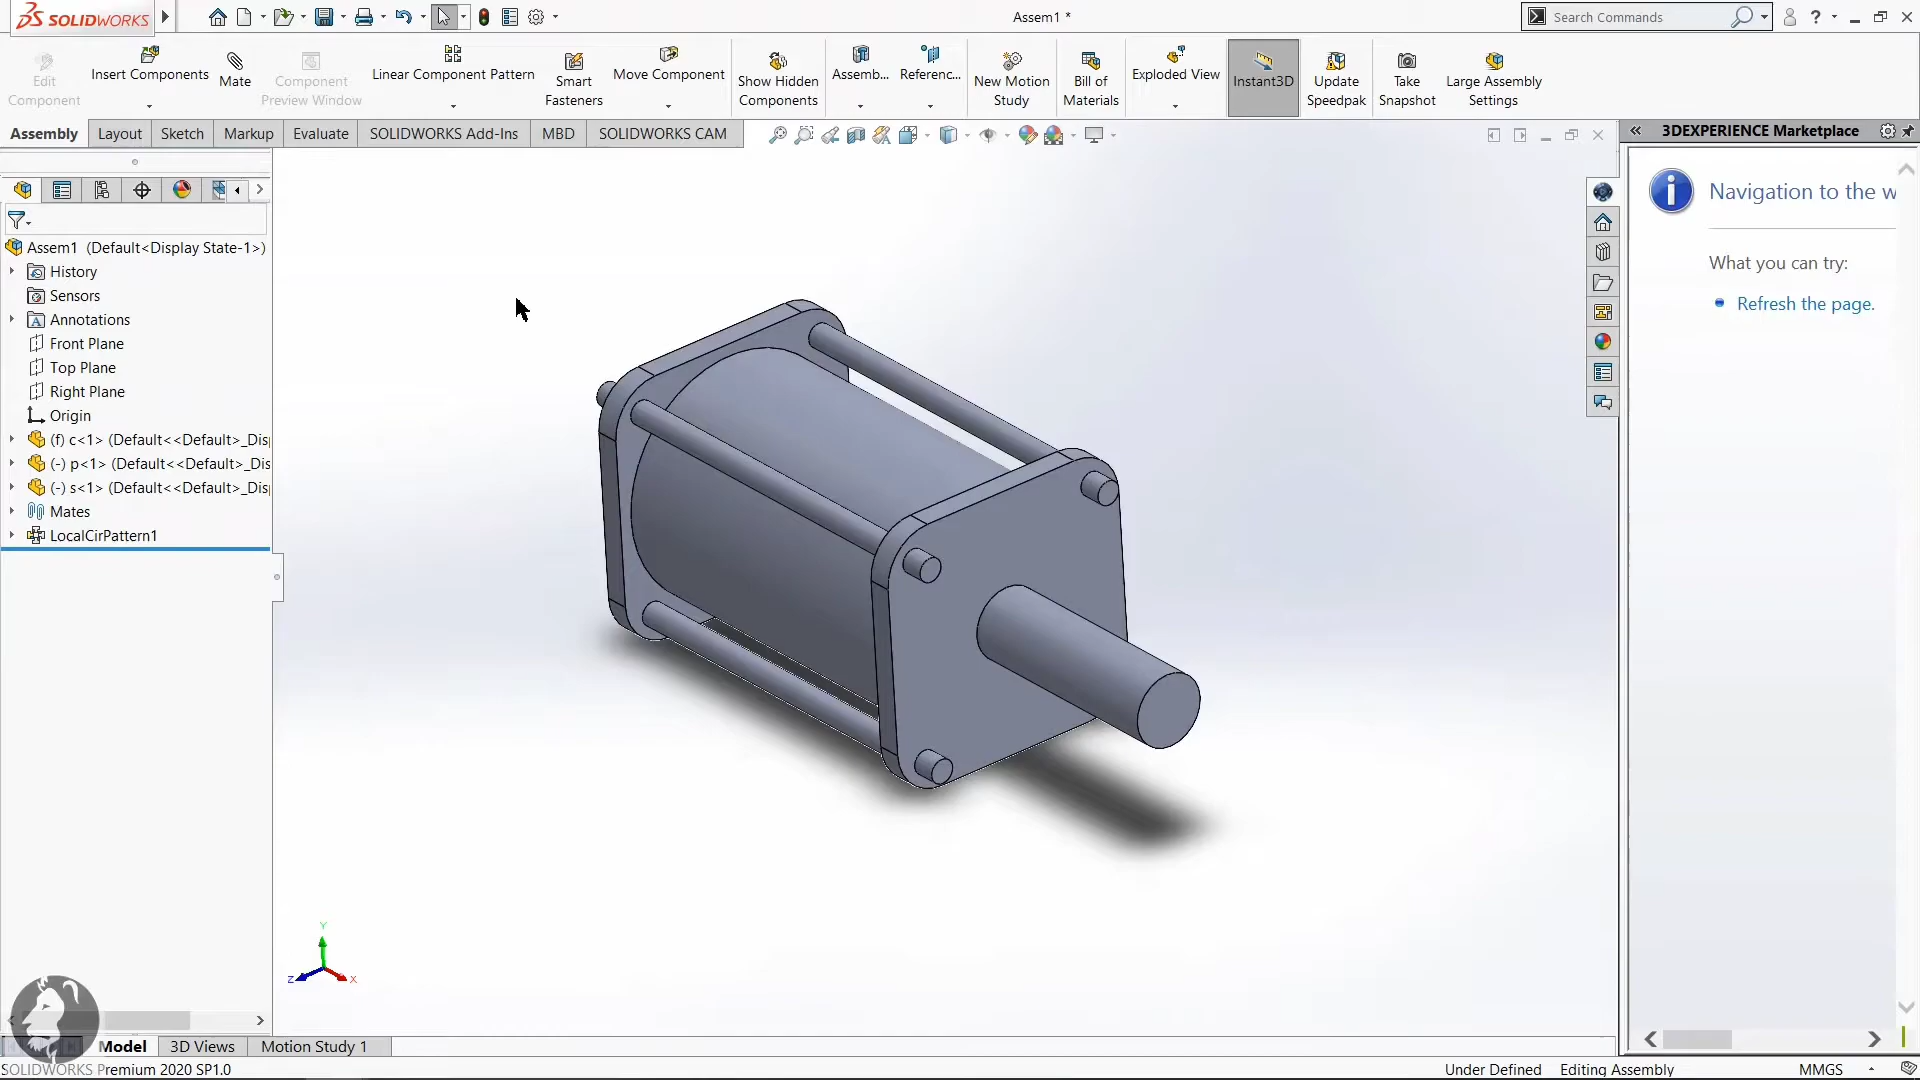 SOLIDWORKS
Assem1 *
Search Commands
Edit Component
Insert Components
Mate
Component Preview Window
Linear Component Pattern
Smart Fasteners
Move Component
Show Hidden Components
Assemb...
Referenc...
New Motion Study
Bill of Materials
Exploded View
Instant3D
Update Speedpak
Take Snapshot
Large Assembly Settings
Assembly
Layout
Sketch
Markup
Evaluate
SOLIDWORKS Add-Ins
MBD
SOLIDWORKS CAM
3DEXPERIENCE Marketplace
Navigation to the w
What you can try:
Refresh the page.
Assem1 (Default<Display State-1>)
History
Sensors
Annotations
Front Plane
Top Plane
Right Plane
Origin
(f) c<1> (Default<<Default>_Dis
(-) p<1> (Default<<Default>_Dis
(-) s<1> (Default<<Default>_Dis
Mates
LocalCirPattern1
Y
Z
X
Model
3D Views
Motion Study 1
SOLIDWORKS Premium 2020 SP1.0
Under Defined
Editing Assembly
MMGS